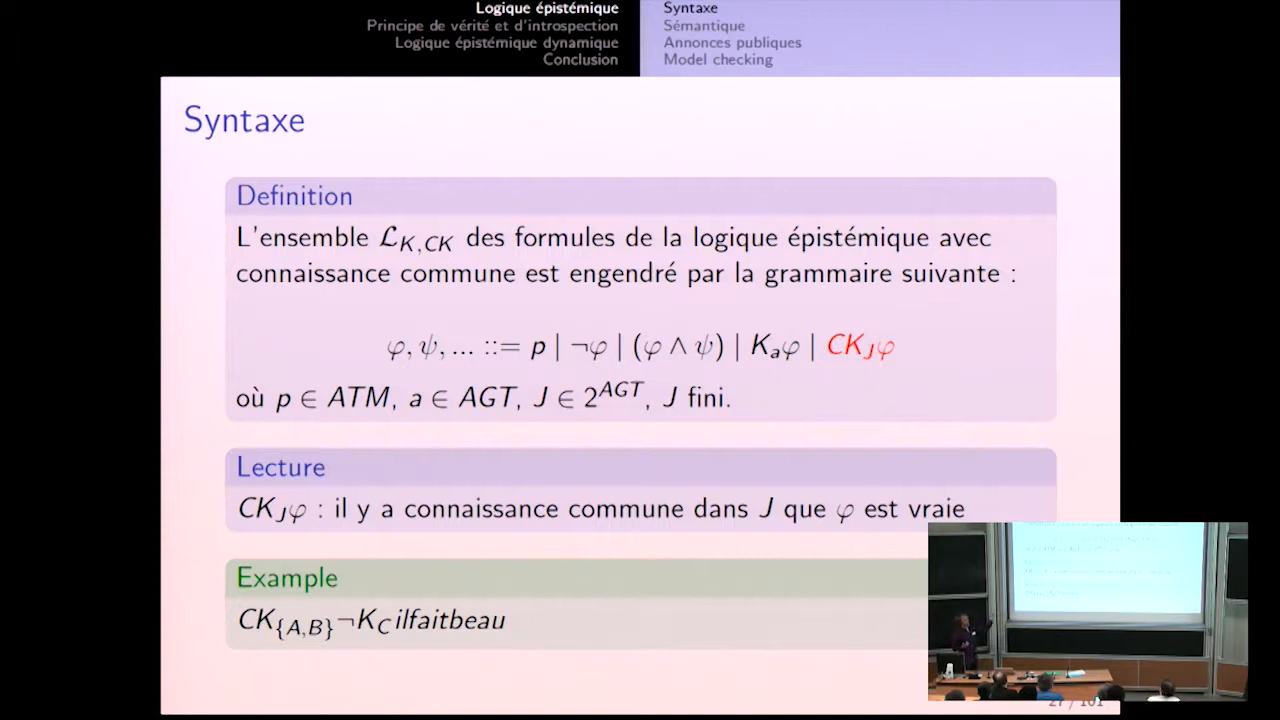 Logique épistémique
Principe de vérité et d'introspection
Logique épistémique dynamique
Conclusion
Syntaxe
Sémantique
Annonces publiques
Model checking
Syntaxe
Definition
L'ensemble ℒ_{K,CK} des formules de la logique épistémique avec
connaissance commune est engendré par la grammaire suivante :
φ, ψ, ... ::= p | ¬φ | (φ ∧ ψ) | K_aφ | CK_Jφ
où p ∈ ATM, a ∈ AGT, J ∈ 2^{AGT}, J fini.
Lecture
CK_Jφ : il y a connaissance commune dans J que φ est vraie
Example
CK_{{A,B}}¬K_C ilfaitbeau
27 / 101